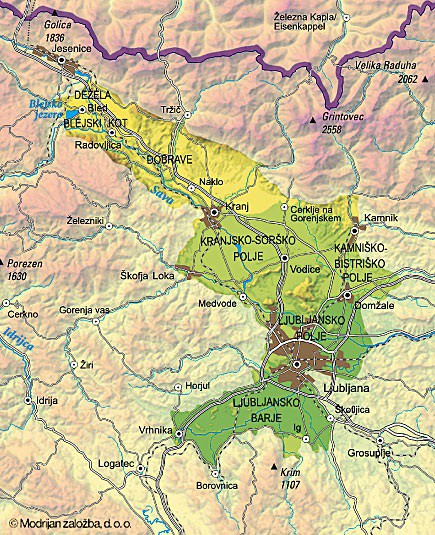 Golica
1836
Železna Kapla/
Eisenkappel
Jesenice
Velika Raduha
2062
DEŽELA
Blejsko
jezero
Bled
BLEJSKI KOT
Tržič
Grintovec
2558
Radovljica
DOBRAVE
Naklo
Sava
Kranj
Cerklje na
Gorenjskem
Kamnik
Železniki
KRANJSKO-SORŠKO
POLJE
KAMNIŠKO-
BISTRIŠKO
POLJE
Porezen
1630
Škofja Loka
Vodice
Medvode
Domžale
Cerkno
Gorenja vas
LJUBLJANSKO
POLJE
Idrijca
Žiri
Horjul
Ljubljana
Idrija
LJUBLJANSKO
BARJE
Škofljica
Vrhnika
Ig
Grosuplje
Logatec
Borovnica
Krim
1107
© Modrijan založba, d. o. o.